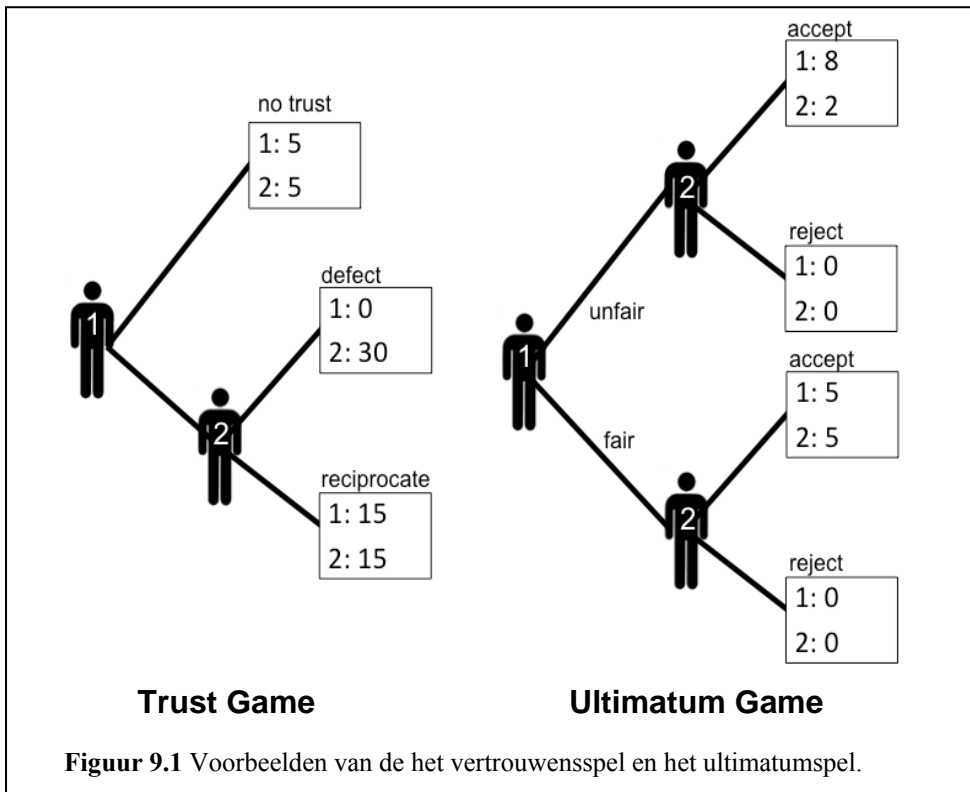 no trust
1: 5
2: 5
defect
1: 0
2: 30
1
2
reciprocate
1: 15
2: 15
Trust Game
accept
1: 8
2: 2
2
reject
1: 0
2: 0
unfair
1
fair
accept
1: 5
2: 5
2
reject
1: 0
2: 0
Ultimatum Game
Figuur 9.1 Voorbeelden van de het vertrouwensspel en het ultimatumspel.